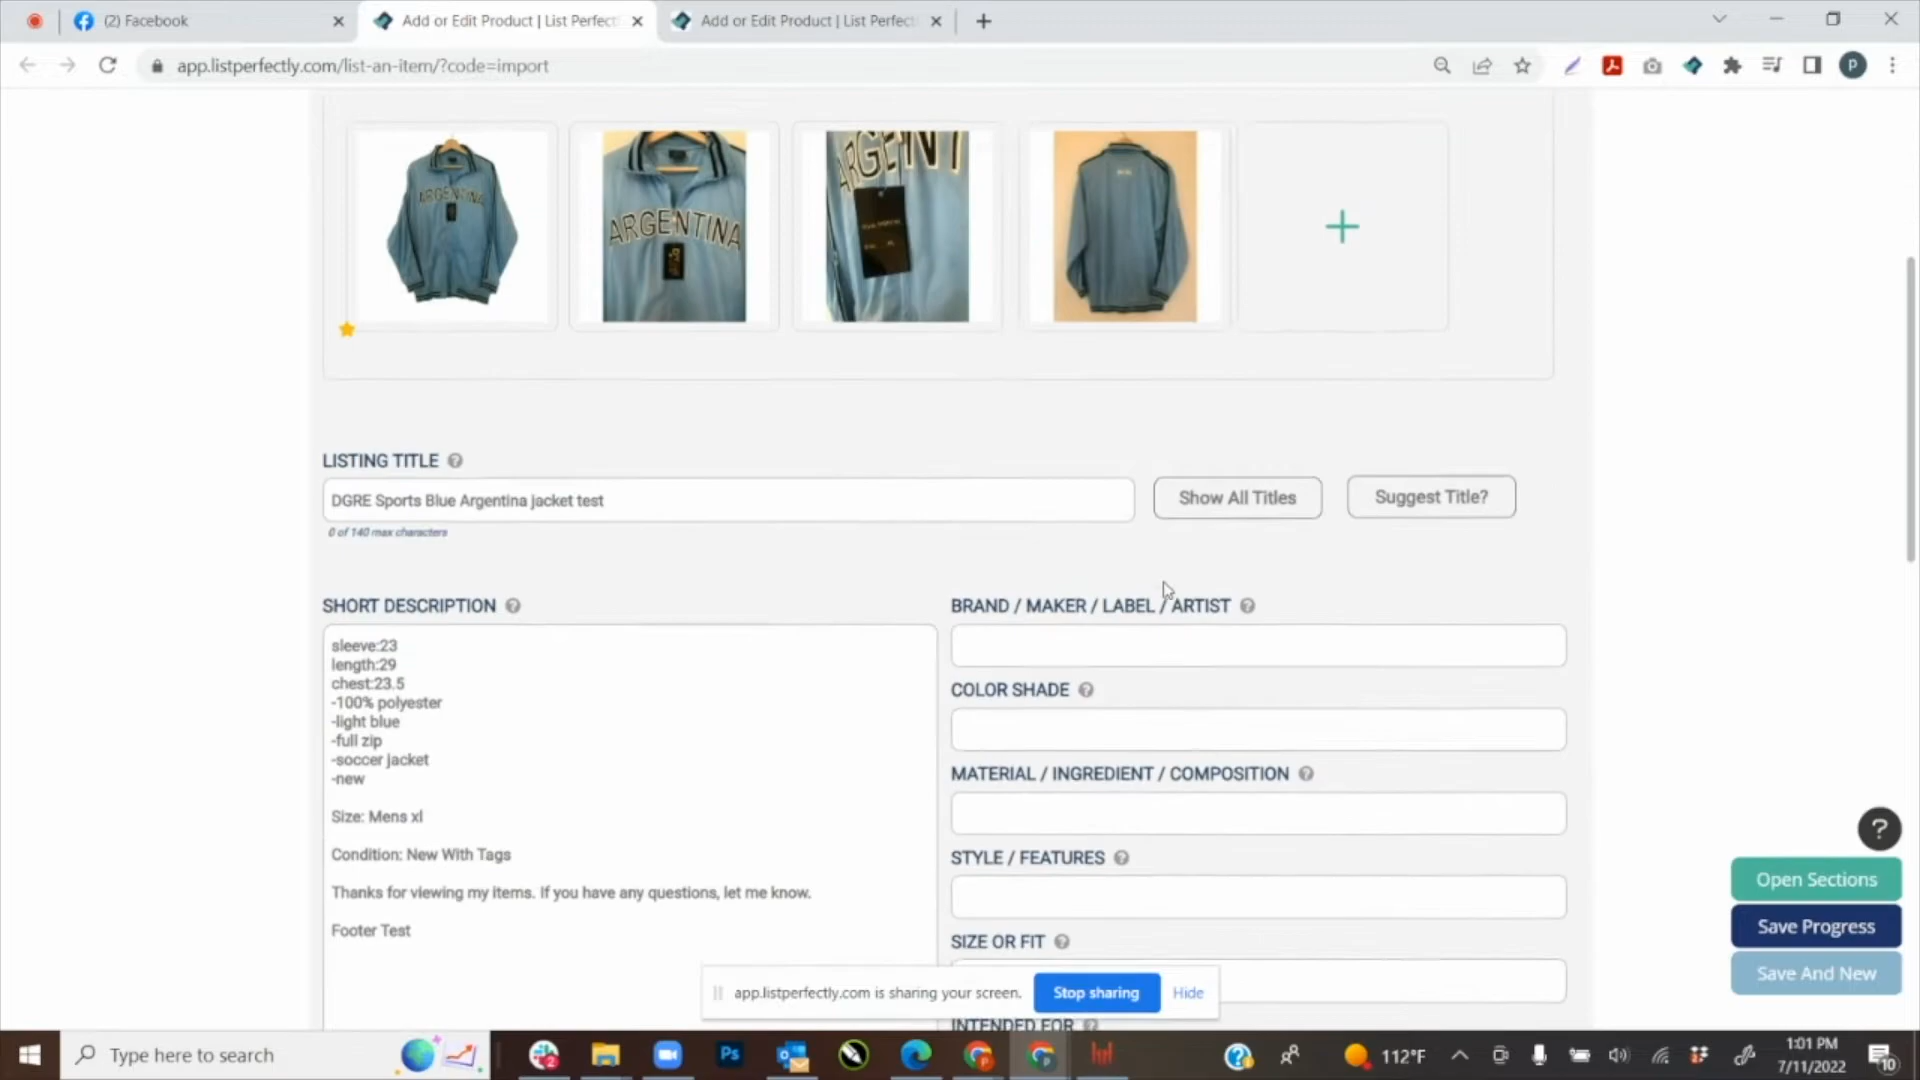 (2) Facebook
Add or Edit Product | List Perfect
Add or Edit Product | List Perfect
app.listperfectly.com/list-an-item/?code=import
P
ARGENTINA
ARGENTINA
ARGENT
LISTING TITLE
DGRE Sports Blue Argentina jacket test
Show All Titles
Suggest Title?
0 of 140 max characters
SHORT DESCRIPTION
sleeve:23
length:29
chest:23.5
-100% polyester
-light blue
-full zip
-soccer jacket
-new
Size: Mens xl
Condition: New With Tags
Thanks for viewing my items. If you have any questions, let me know.
Footer Test
BRAND / MAKER / LABEL / ARTIST
COLOR SHADE
MATERIAL / INGREDIENT / COMPOSITION
STYLE / FEATURES
SIZE OR FIT
INTENDED FOR
?
Open Sections
Save Progress
Save And New
app.listperfectly.com is sharing your screen.
Stop sharing
Hide
Type here to search
2
Ps
112°F
1:01 PM
7/11/2022
10